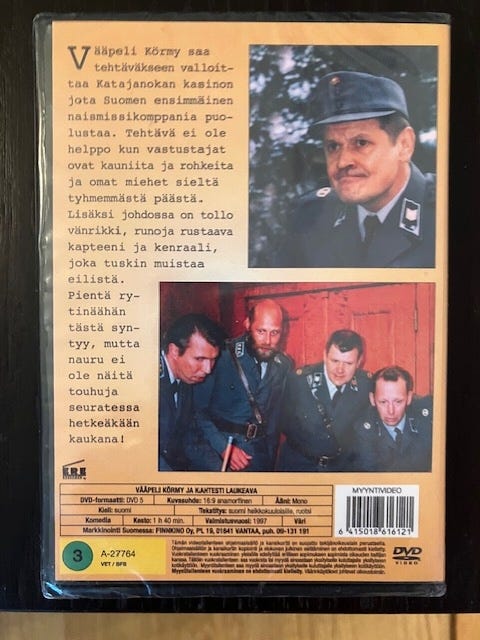 Vääpeli Körmy saa
tehtäväkseen valloit-
taa Katajanokan kasinon
jota Suomen ensimmäinen
naismissikomppania puo-
lustaa. Tehtävä ei ole
helppo kun vastustajat
ovat kauniita ja rohkeita
ja omat miehet sieltä
tyhmemmästä päästä.
Lisäksi johdossa on tollo
vänrikki, runoja rustaava
kapteeni ja kenraali,
joka tuskin muistaa
eilistä.
Pientä ry-
tinäähän
tästä syn-
tyy, mutta
nauru ei
ole näitä
touhuja
seuratessa
hetkeäkään
kaukana!
VÄÄPELI KÖRMY JA KAHTESTI LAUKEAVA
DVD-formaatti: DVD 5 Kuvasuhde: 16:9 anamorfinen Ääni: Mono
Kieli: suomi Tekstitys: suomi heikkokuuloisille, ruotsi
Komedia Kesto: 1 h 40 min. Valmistusvuosi: 1997 Väri
Markkinointi Suomessa: FINNKINO Oy, PL 19, 01541 VANTAA, puh. 09-131 191
MYYNTIVIDEO
6 415018 616121
3
A-27764
VET / SFB
DVD
VIDEO